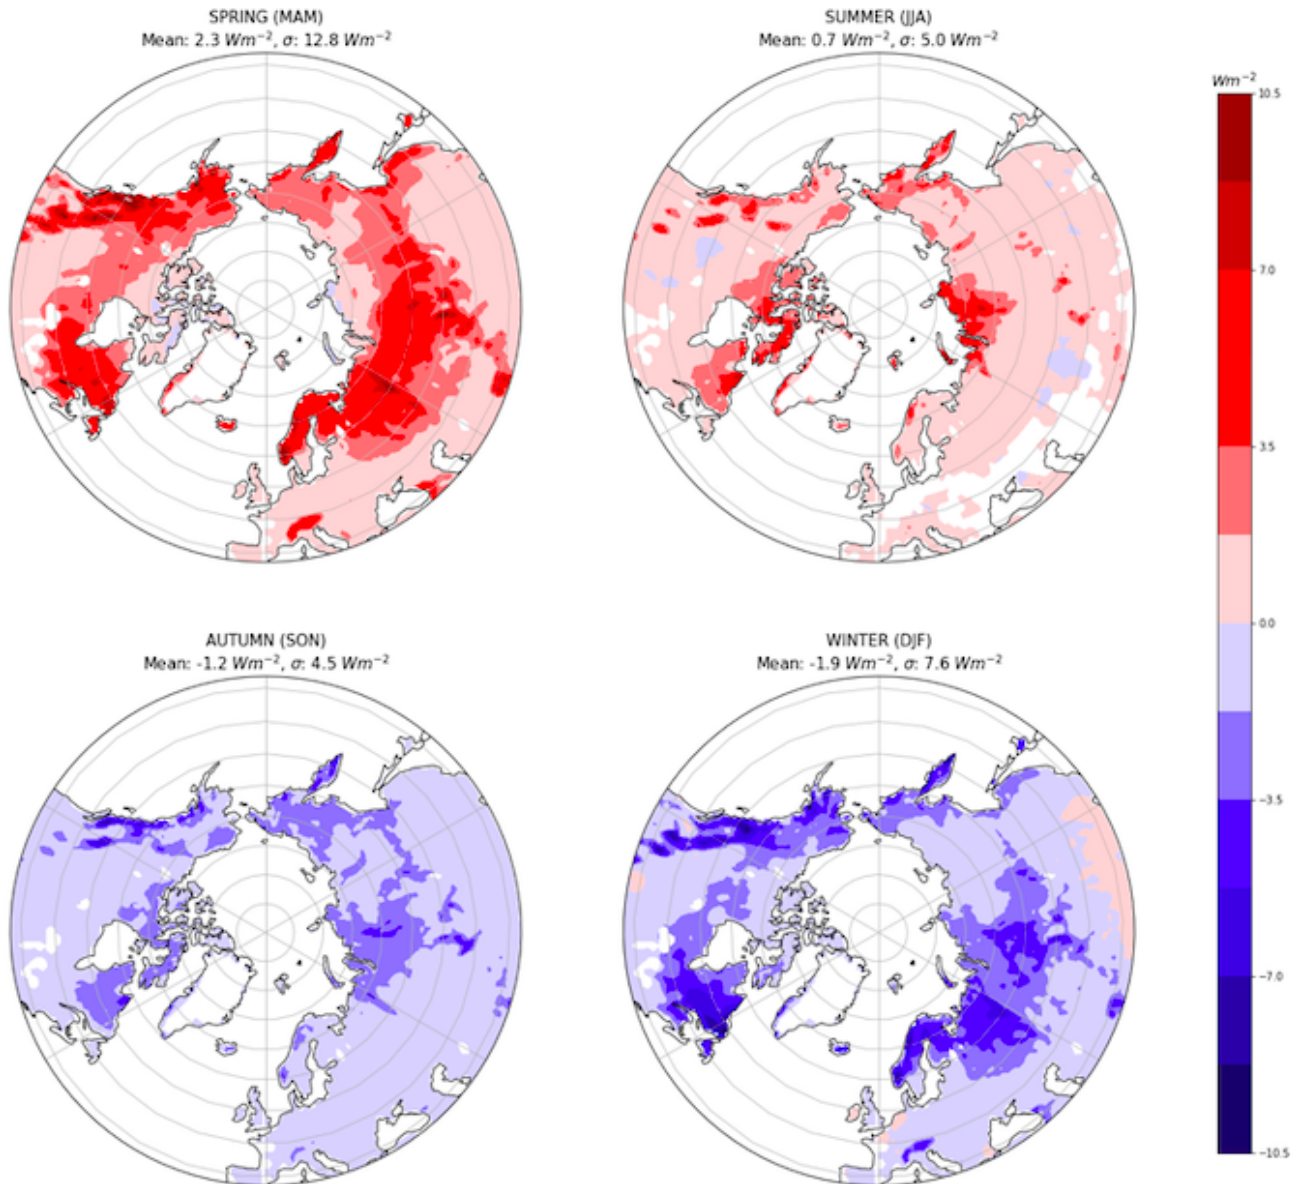 SPRING (MAM)
Mean: 2.3 Wm⁻², σ: 12.8 Wm⁻²
SUMMER (JJA)
Mean: 0.7 Wm⁻², σ: 5.0 Wm⁻²
Wm⁻²
10.5
7.0
3.5
0.0
−3.5
−7.0
−10.5
AUTUMN (SON)
Mean: -1.2 Wm⁻², σ: 4.5 Wm⁻²
WINTER (DJF)
Mean: -1.9 Wm⁻², σ: 7.6 Wm⁻²